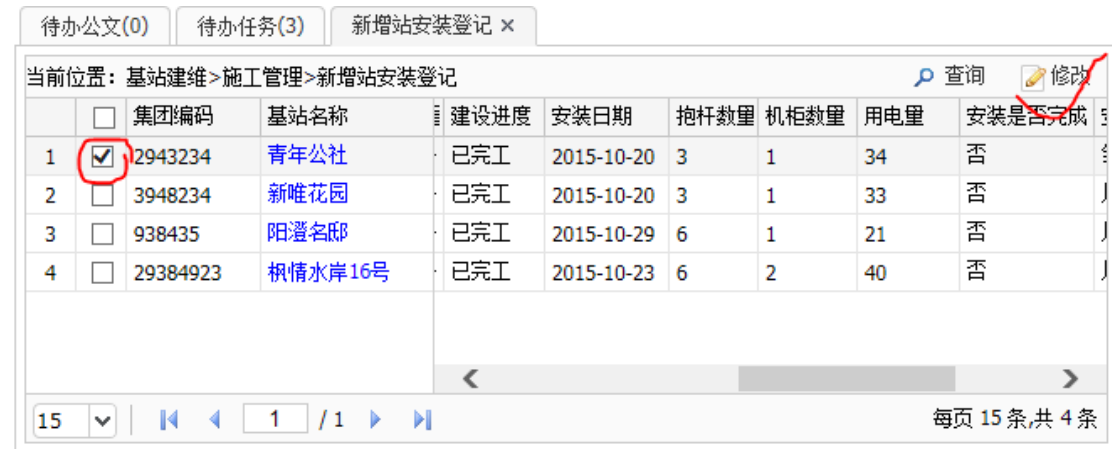 待办公文(0) 待办任务(3) 新增站安装登记 ×
当前位置：基站建维>施工管理>新增站安装登记 查询 修改
集团编码 基站名称 建设进度 安装日期 抱杆数量 机柜数量 用电量 安装是否完成
1 2943234 青年公社 已完工 2015-10-20 3 1 34 否
2 3948234 新唯花园 已完工 2015-10-20 3 1 33 否
3 938435 阳澄名邸 已完工 2015-10-29 6 1 21 否
4 29384923 枫情水岸16号 已完工 2015-10-23 6 2 40 否
15 1 / 1 每页 15 条,共 4 条